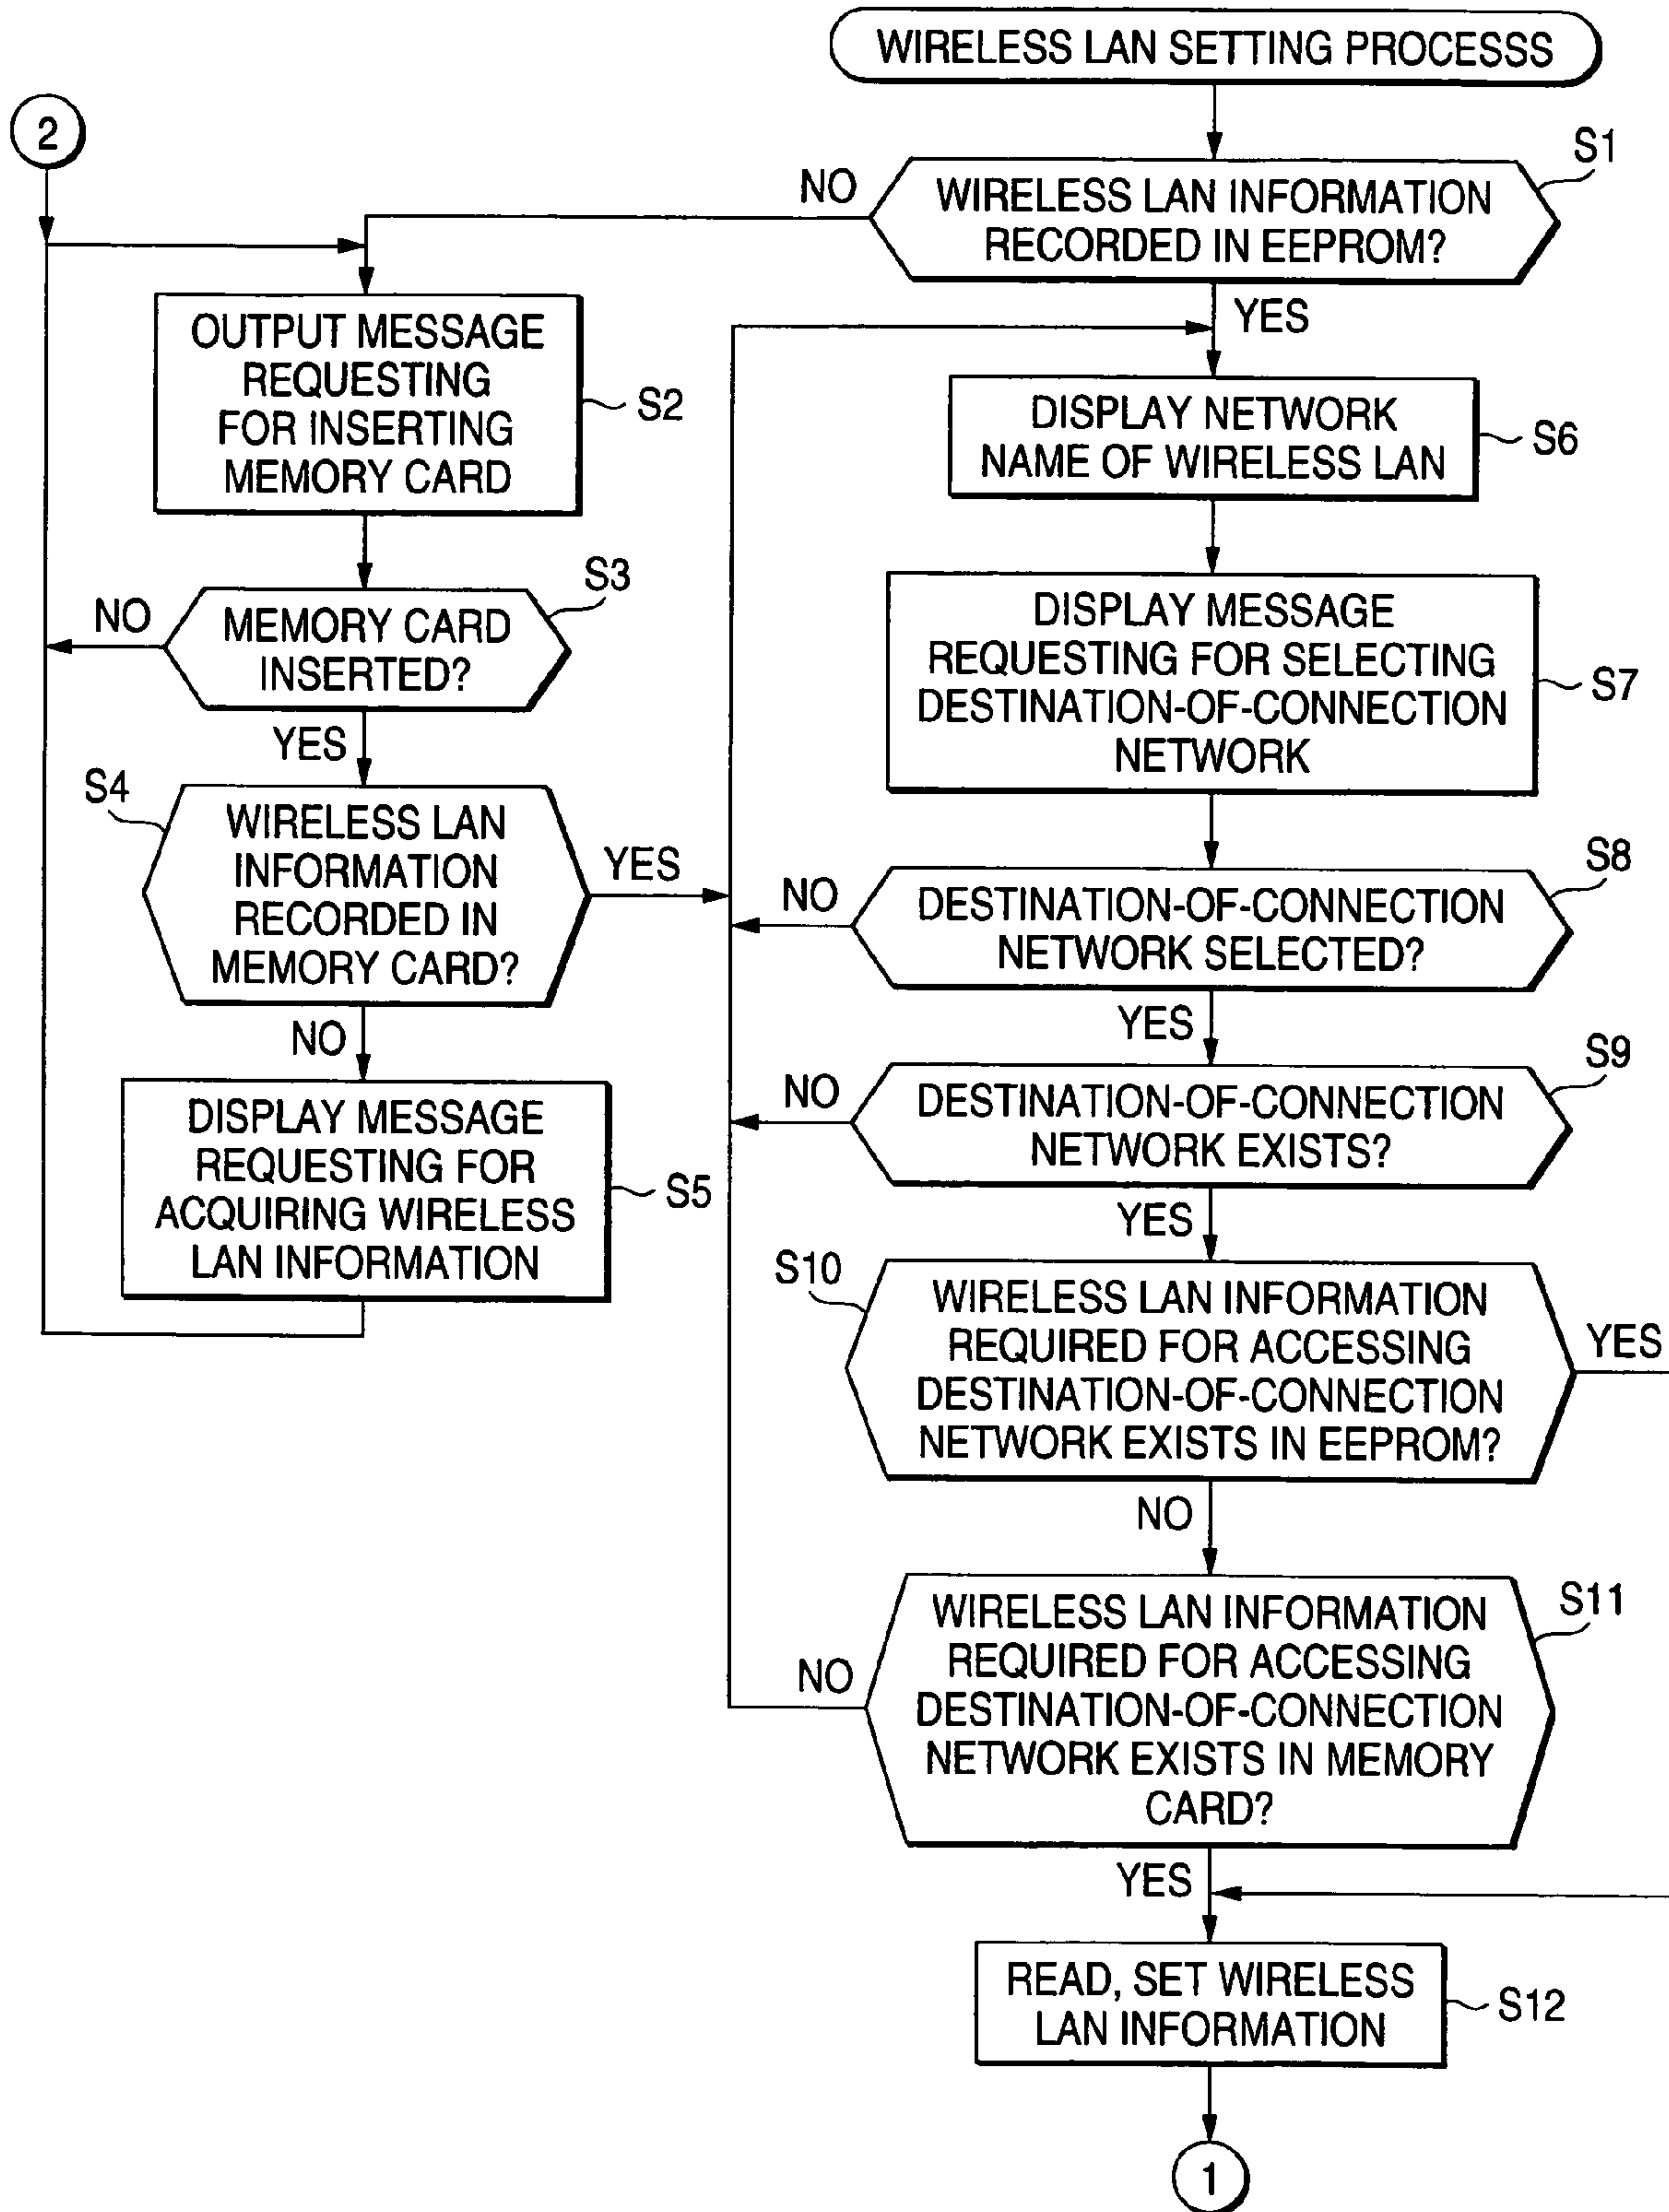 WIRELESS LAN SETTING PROCESSS
2
S1
NO
WIRELESS LAN INFORMATION
RECORDED IN EEPROM?
YES
OUTPUT MESSAGE
REQUESTING
FOR INSERTING
MEMORY CARD
S2
S3
NO
MEMORY CARD
INSERTED?
YES
S4
WIRELESS LAN
INFORMATION
RECORDED IN
MEMORY CARD?
YES
NO
DISPLAY MESSAGE
REQUESTING FOR
ACQUIRING WIRELESS
LAN INFORMATION
S5
DISPLAY NETWORK
NAME OF WIRELESS LAN
S6
DISPLAY MESSAGE
REQUESTING FOR SELECTING
DESTINATION-OF-CONNECTION
NETWORK
S7
S8
NO
DESTINATION-OF-CONNECTION
NETWORK SELECTED?
YES
S9
NO
DESTINATION-OF-CONNECTION
NETWORK EXISTS?
YES
S10
WIRELESS LAN INFORMATION
REQUIRED FOR ACCESSING
DESTINATION-OF-CONNECTION
NETWORK EXISTS IN EEPROM?
YES
NO
S11
WIRELESS LAN INFORMATION
REQUIRED FOR ACCESSING
DESTINATION-OF-CONNECTION
NETWORK EXISTS IN MEMORY
CARD?
NO
YES
READ, SET WIRELESS
LAN INFORMATION
S12
1